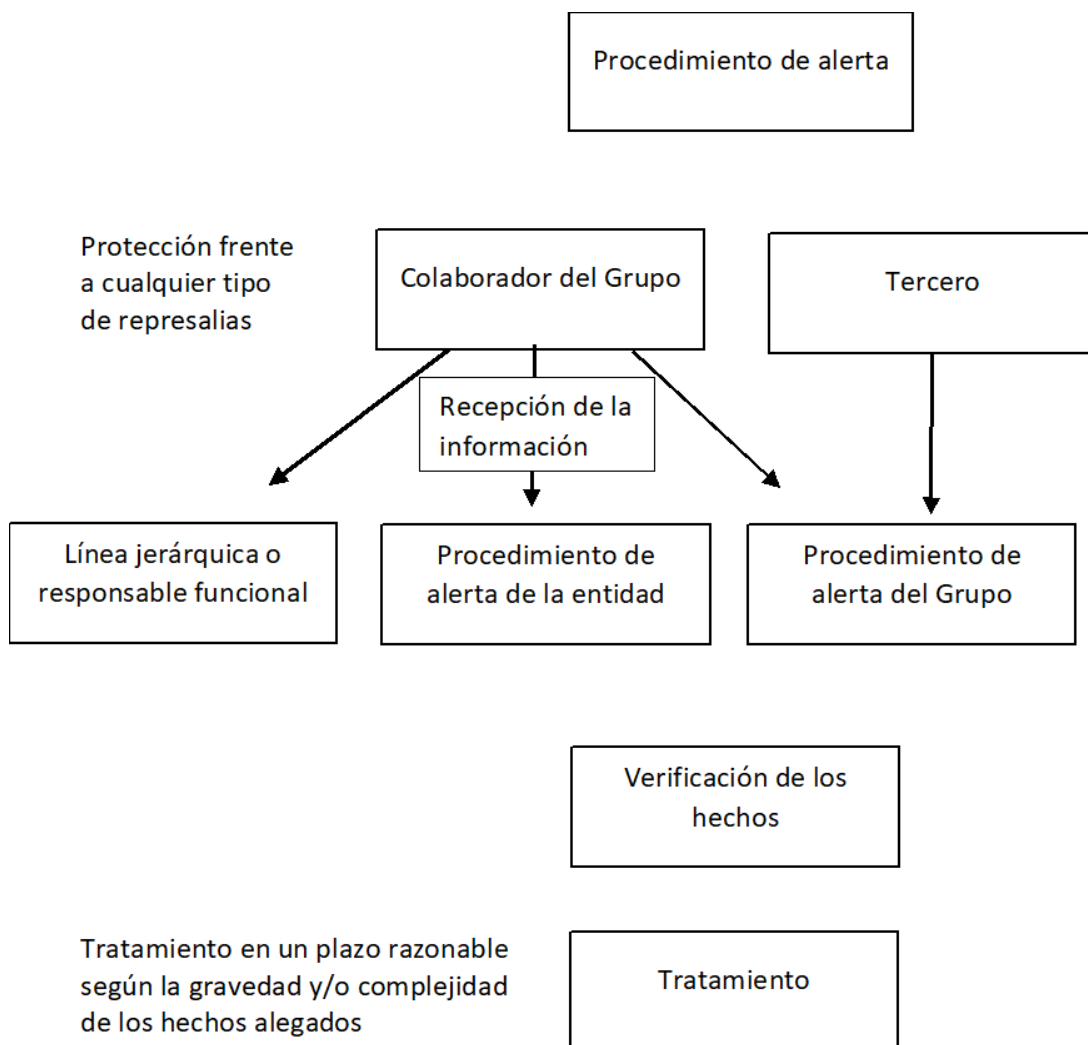 Procedimiento de alerta
Protección frente
a cualquier tipo
de represalias
Colaborador del Grupo
Tercero
Recepción de la
información
Línea jerárquica o
responsable funcional
Procedimiento de
alerta de la entidad
Procedimiento de
alerta del Grupo
Verificación de los
hechos
Tratamiento en un plazo razonable
según la gravedad y/o complejidad
de los hechos alegados
Tratamiento